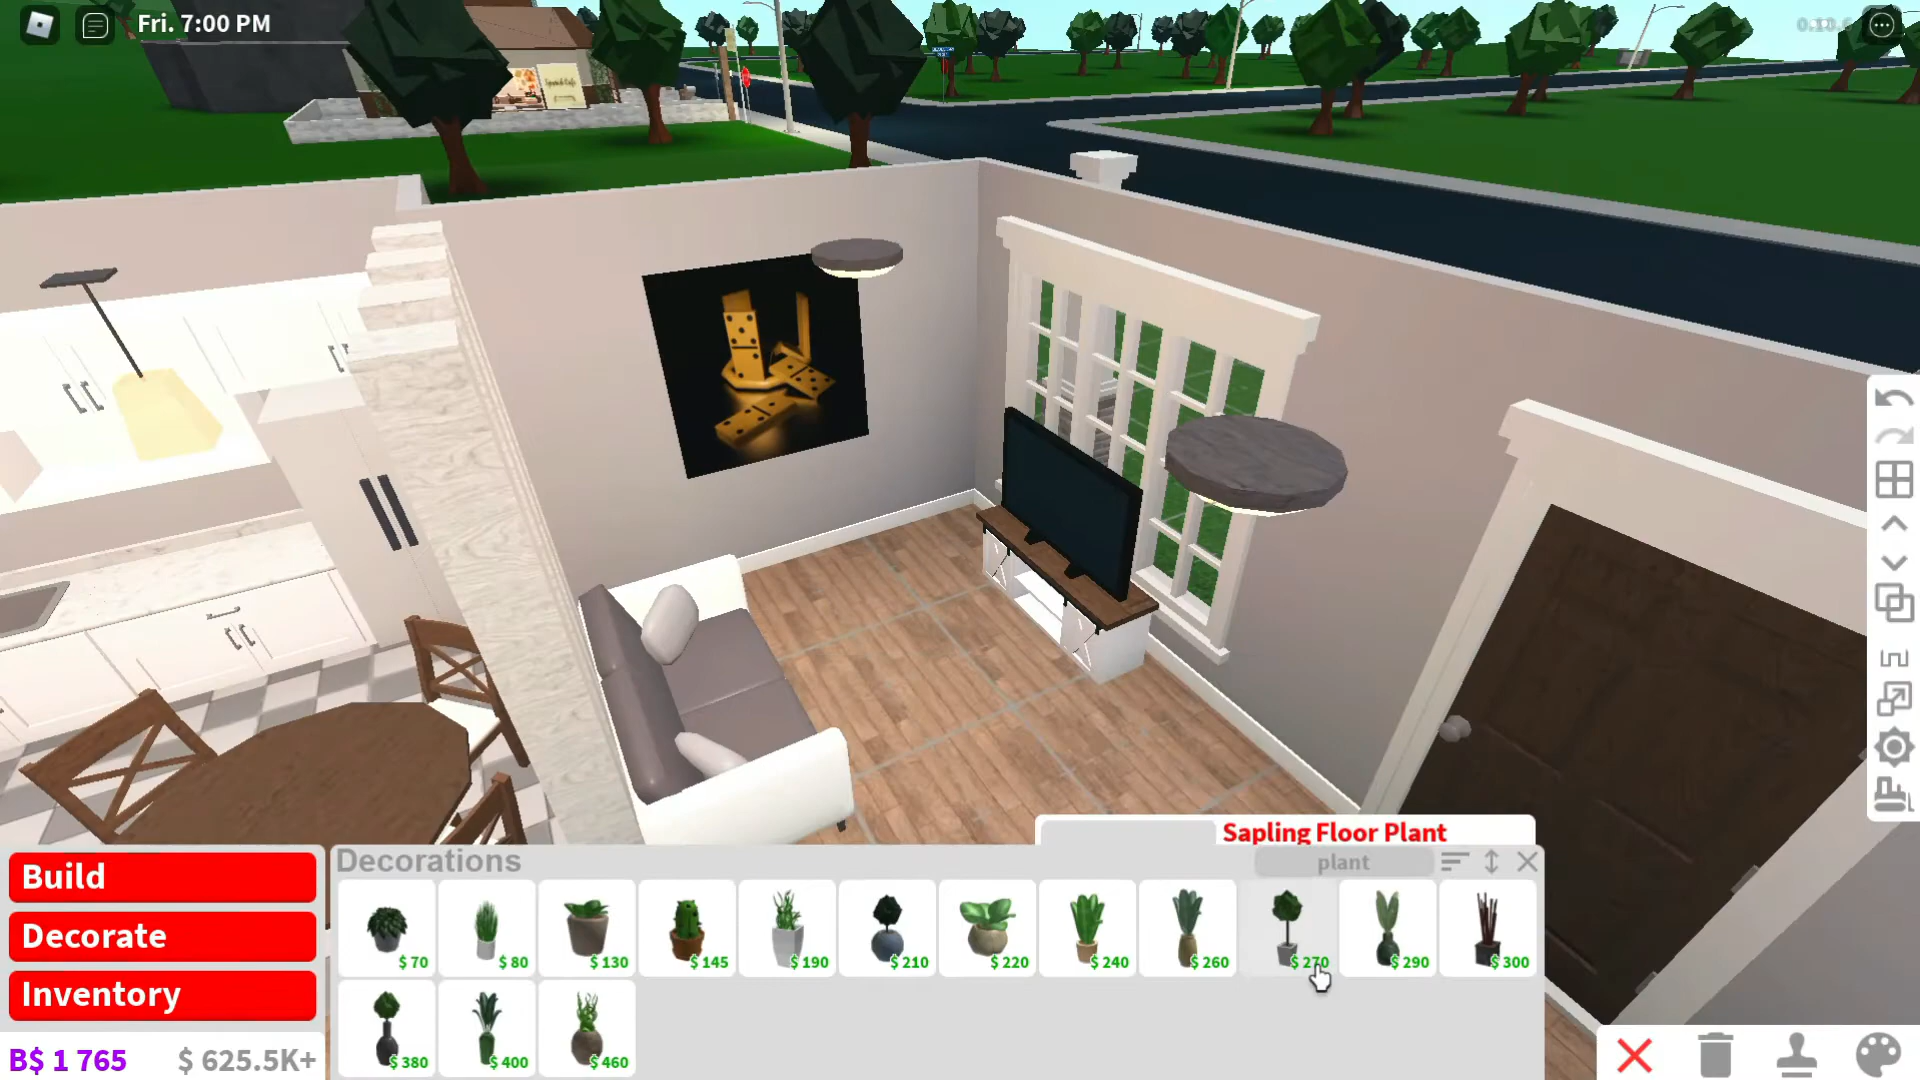 Fri. 7:00 PM
Sapling Floor Plant
Decorations
plant
Build
$ 70
$ 80
$ 130
$ 145
$ 190
$ 210
$ 220
$ 240
$ 260
$ 270
$ 290
$ 300
Decorate
Inventory
$ 380
$ 400
$ 460
B$ 1 765
$ 625.5K+